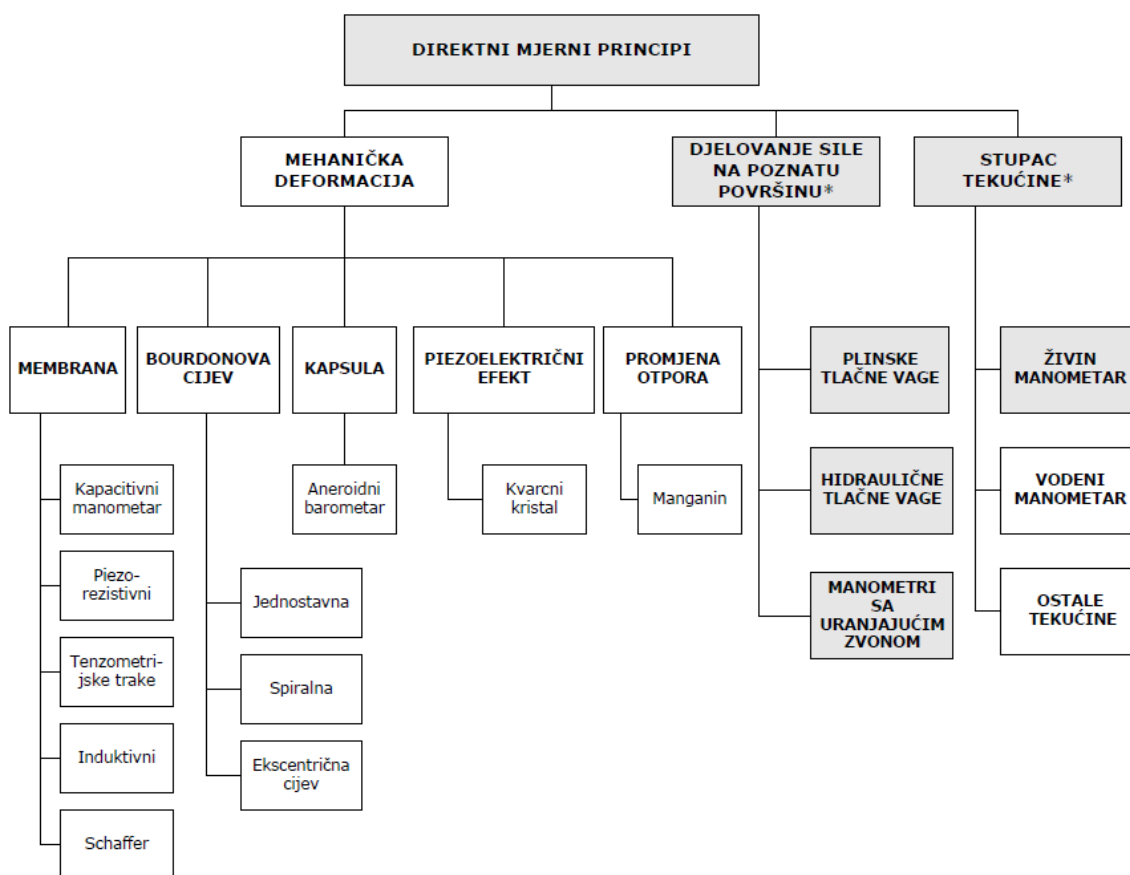 DIREKTNI MJERNI PRINCIPI
MEHANIČKA
DEFORMACIJA
DJELOVANJE SILE
NA POZNATU
POVRŠINU*
STUPAC
TEKUĆINE*
MEMBRANA
BOURDONOVA
CIJEV
KAPSULA
PIEZOELEKTRIČNI
EFEKT
PROMJENA
OTPORA
PLINSKE
TLAČNE VAGE
ŽIVIN
MANOMETAR
Kapacitivni
manometar
Aneroidni
barometar
Kvarcni
kristal
Manganin
HIDRAULIČNE
TLAČNE VAGE
VODENI
MANOMETAR
Piezo-
rezistivni
Jednostavna
MANOMETRI
SA
URANJAJUĆIM
ZVONOM
OSTALE
TEKUĆINE
Tenzometri-
jske trake
Spiralna
Induktivni
Ekscentrična
cijev
Schaffer